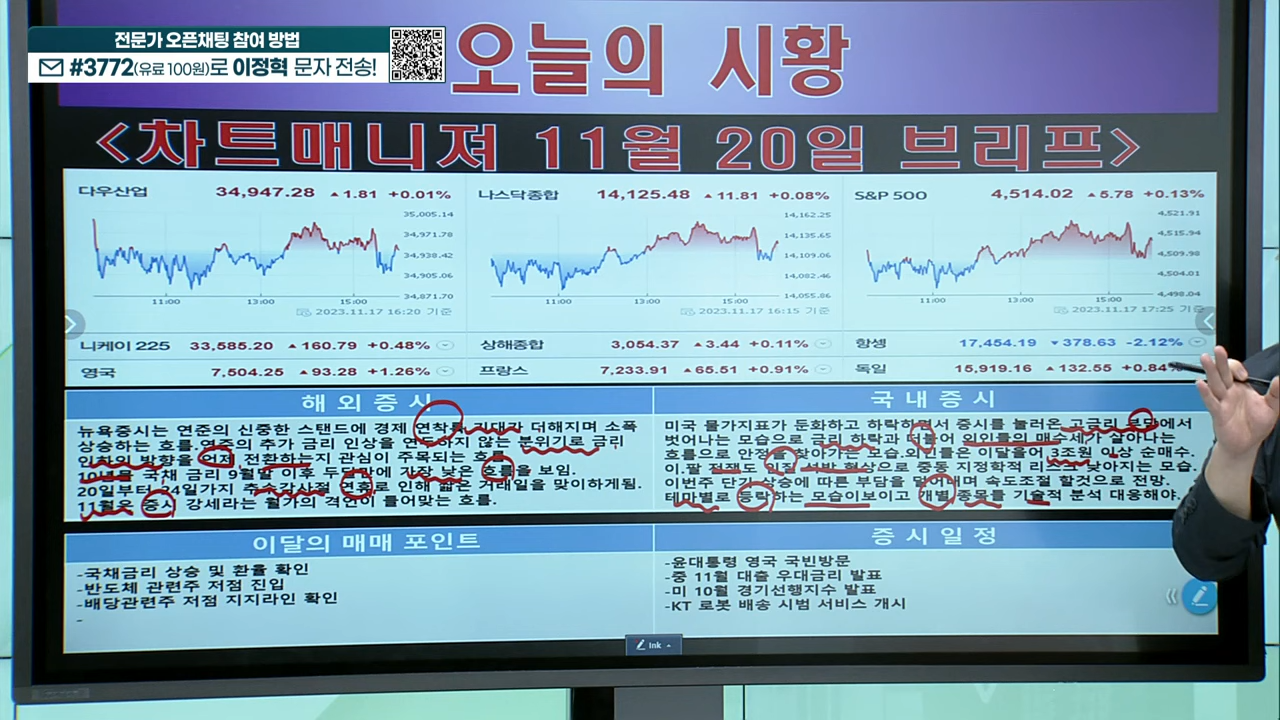 전문가 오픈채팅 참여 방법
#3772(유료 100원)로 이정혁 문자 전송!
오늘의 시황
<차트매니져 11월 20일 브리프>
다우산업 34,947.28 ▲1.81 +0.01%
35,005.14
34,971.78
34,938.42
34,905.06
34,871.70
11:00 13:00 15:00
2023.11.17 16:20 기준
나스닥종합 14,125.48 ▲11.81 +0.08%
14,162.25
14,135.65
14,109.06
14,082.46
14,055.86
11:00 13:00 15:00
2023.11.17 16:15 기준
S&P 500 4,514.02 ▲5.78 +0.13%
4,521.91
4,515.94
4,509.98
4,504.01
4,498.04
11:00 13:00 15:00
2023.11.17 17:25 기준
니케이 225 33,585.20 ▲160.79 +0.48%
상해종합 3,054.37 ▲3.44 +0.11%
항셍 17,454.19 ▼378.63 -2.12%
영국 7,504.25 ▲93.28 +1.26%
프랑스 7,233.91 ▲65.51 +0.91%
독일 15,919.16 ▲132.55 +0.84%
해외증시
뉴욕증시는 연준의 신중한 스탠드에 경제 연착륙 기대감 더해지며 소폭
상승하는 흐름.연준의 추가 금리 인상을 연두하지 않는 분위기로 금리
인하의 방향을 언제 전환하는지 관심이 주목되는 흐름
국채 금리 9월말 이후 두달만에 가장 낮은 흐름을 보임.
20일부터 24일가지 추수감사절 연휴로 인해 짧은 거래일을 맞이하게됨.
11월은 증시 강세라는 월가의 격언이 들어맞는 흐름.
국내증시
미국 물가지표가 둔화하고 하락하면서 증시를 눌러온 고금리 부담에서
벗어나는 모습으로 금리 하락과 더불어 외인들의 매수세가 살아나는
흐름으로 안정을 찾아가는 모습.외인들은 이달들어 3조원 이상 순매수.
이.팔 전쟁도 인질 석방 협상으로 중동 지정학적 리스크 낮아지는 모습.
이번주 단기 상승에 따른 부담을 덜어내며 속도조절 할것으로 전망.
테마별로 등락하는 모습이보이고 개별 종목를 기술적 분석 대응해야.
이달의 매매 포인트
-국채금리 상승 및 환율 확인
-반도체 관련주 저점 진입
-배당관련주 저점 지지라인 확인
-
증시일정
-윤대통령 영국 국빈방문
-중 11월 대출 우대금리 발표
-미 10월 경기선행지수 발표
-KT 로봇 배송 시범 서비스 개시
Ink